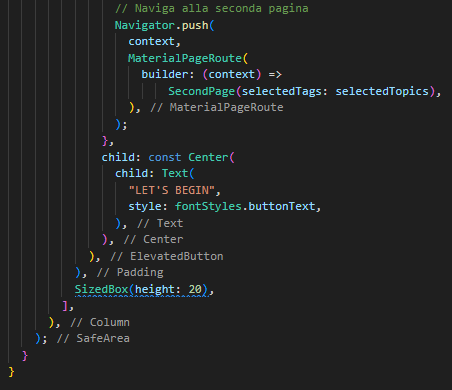 // Naviga alla seconda pagina
Navigator.push(
context,
MaterialPageRoute(
builder: (context) =>
SecondPage(selectedTags: selectedTopics),
), // MaterialPageRoute
);
},
child: const Center(
child: Text(
"LET'S BEGIN",
style: fontStyles.buttonText,
), // Text
), // Center
), // ElevatedButton
), // Padding
SizedBox(height: 20),
],
), // Column
); // SafeArea
}
}